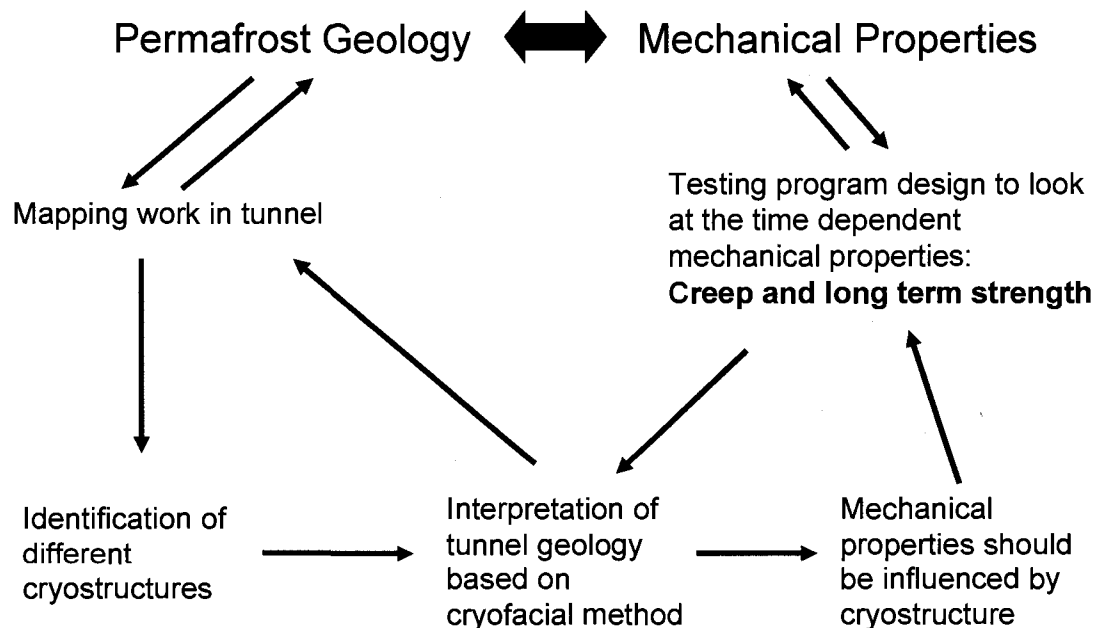 Permafrost Geology
Mechanical Properties
Mapping work in tunnel
Testing program design to look
at the time dependent
mechanical properties:
Creep and long term strength
Identification of
different
cryostructures
Interpretation of
tunnel geology
based on
cryofacial method
Mechanical
properties should
be influenced by
cryostructure